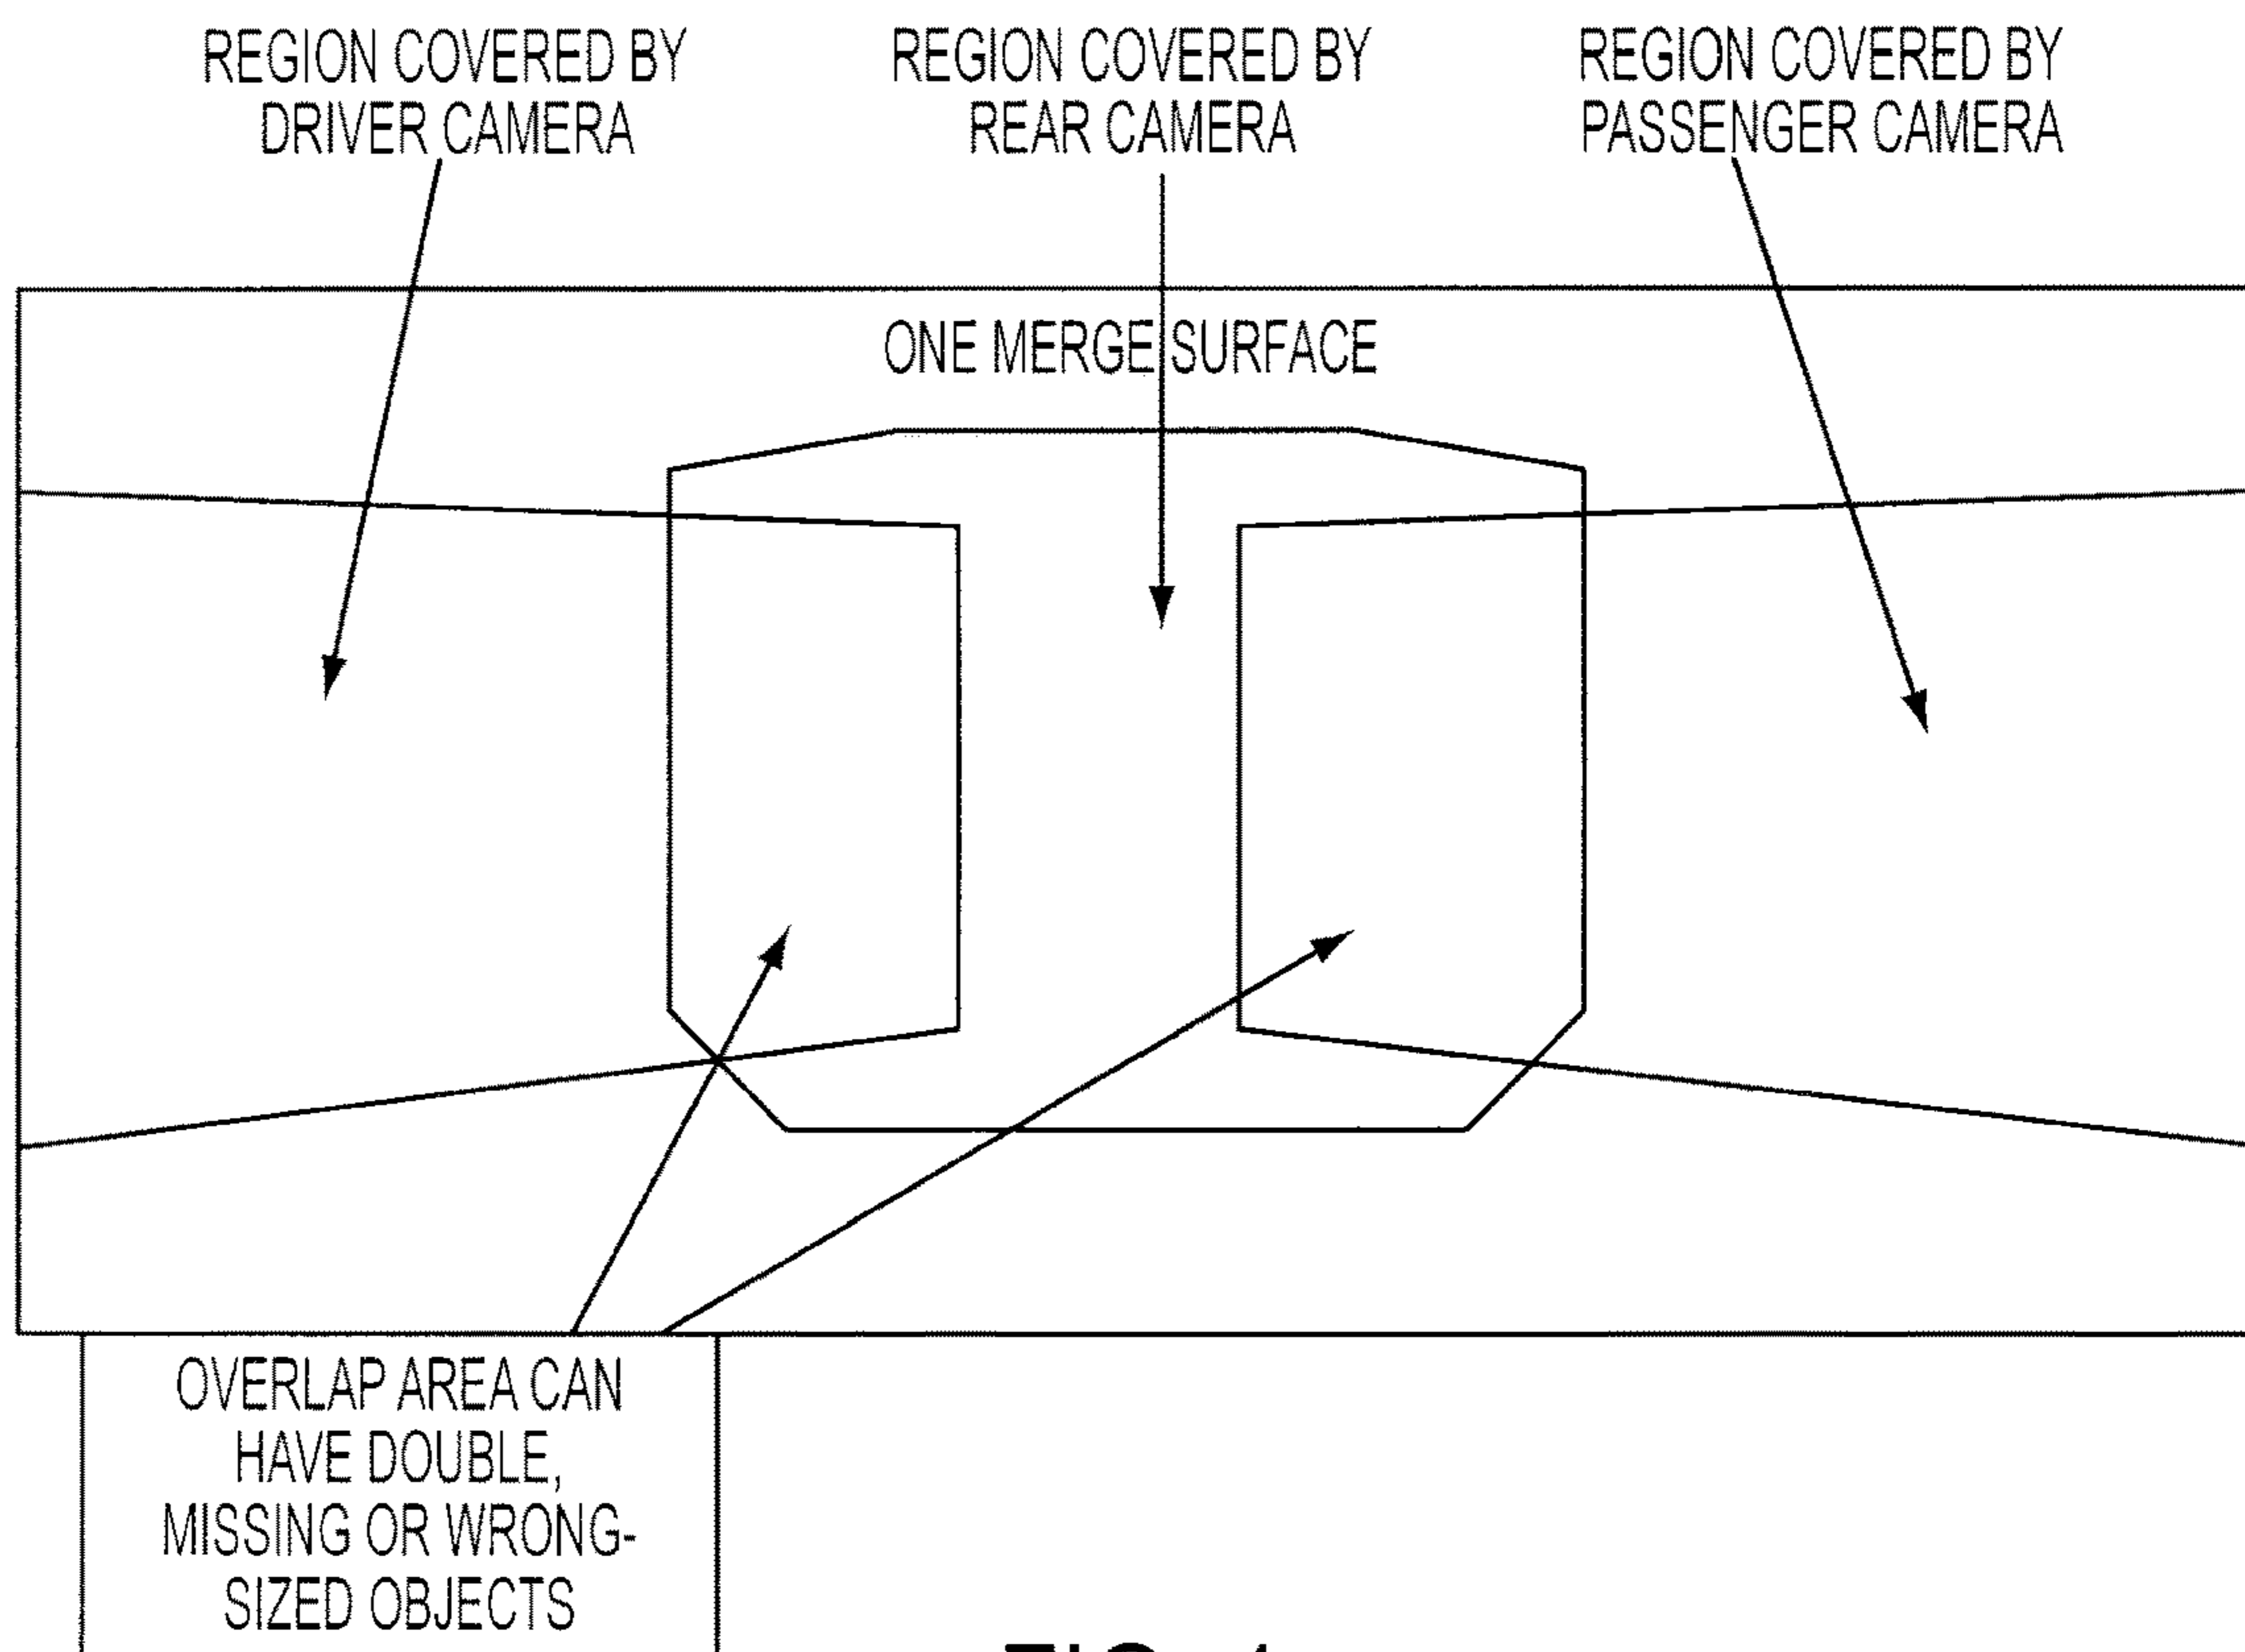 REGION COVERED BY
DRIVER CAMERA
REGION COVERED BY
REAR CAMERA
REGION COVERED BY
PASSENGER CAMERA
ONE MERGE SURFACE
OVERLAP AREA CAN
HAVE DOUBLE,
MISSING OR WRONG-
SIZED OBJECTS